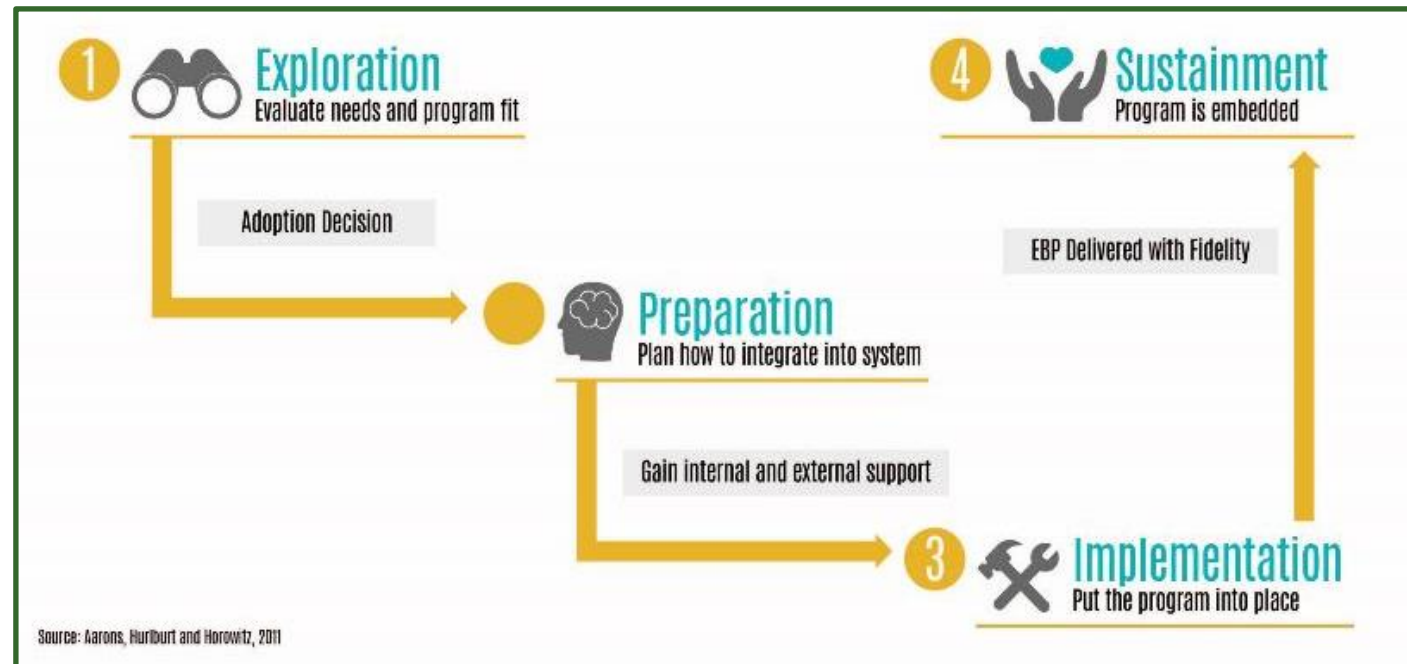 1
Exploration
Evaluate needs and program fit
Adoption Decision
Preparation
Plan how to integrate into system
Gain internal and external support
3
Implementation
Put the program into place
EBP Delivered with Fidelity
4
Sustainment
Program is embedded
Source: Aarons, Hurlburt and Horowitz, 2011